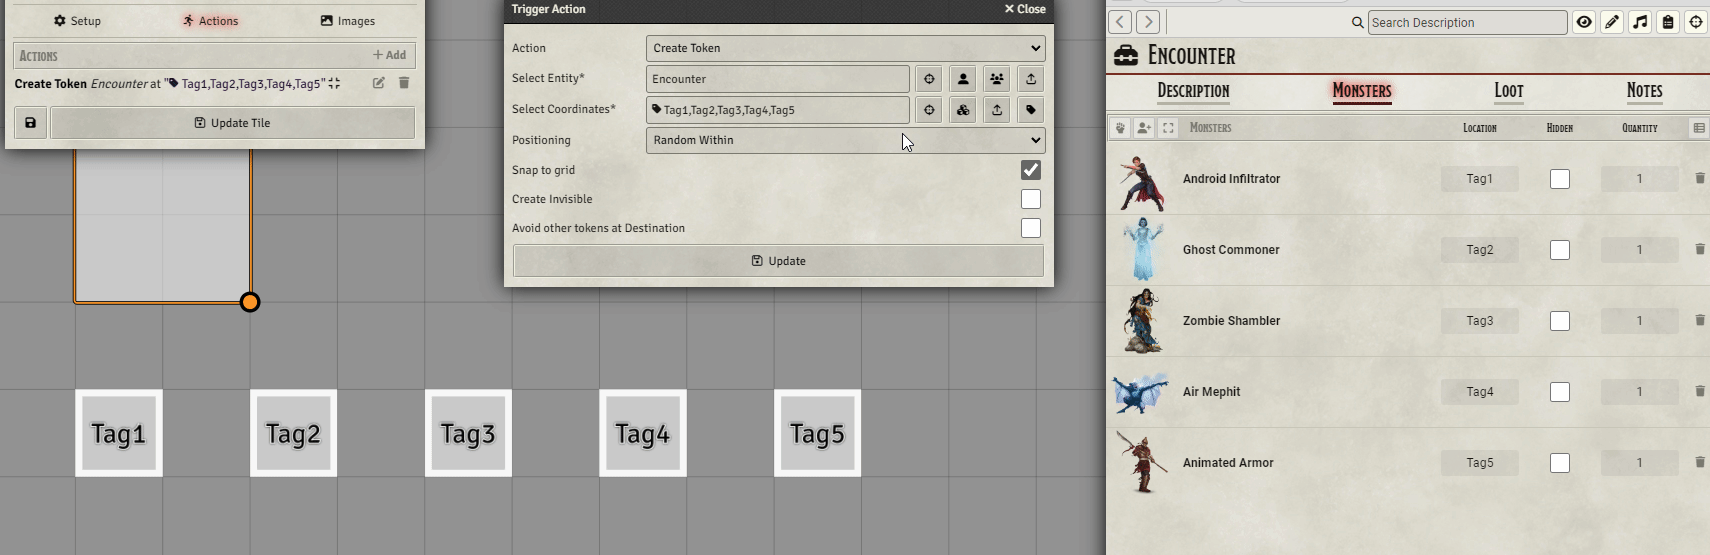 Setup Actions Images
ACTIONS + Add
Create Token Encounter at "Tag1,Tag2,Tag3,Tag4,Tag5"
Update Tile
Trigger Action Close
Action Create Token
Select Entity* Encounter
Select Coordinates* Tag1,Tag2,Tag3,Tag4,Tag5
Positioning Random Within
Snap to grid
Create Invisible
Avoid other tokens at Destination
Update
Tag1 Tag2 Tag3 Tag4 Tag5
Search Description
ENCOUNTER
DESCRIPTION MONSTERS LOOT NOTES
MONSTERS LOCATION HIDDEN QUANTITY
Android Infiltrator Tag1 1
Ghost Commoner Tag2 1
Zombie Shambler Tag3 1
Air Mephit Tag4 1
Animated Armor Tag5 1